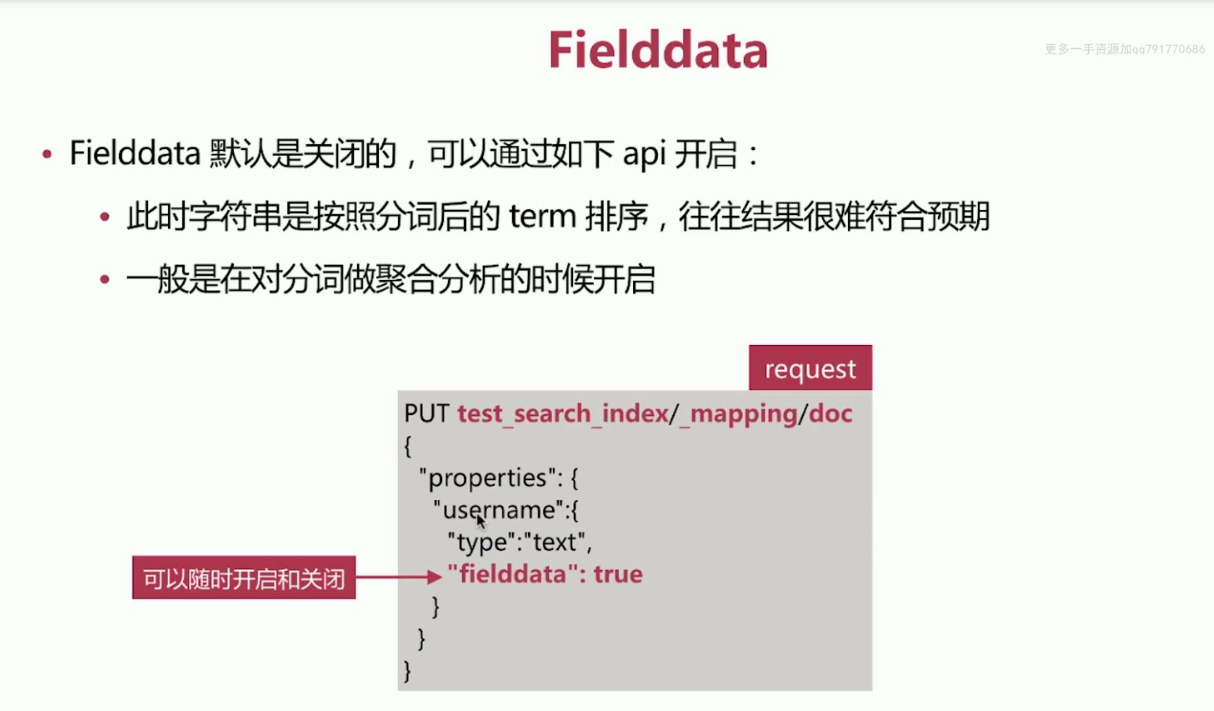 Fielddata
更多一手资源加qq791770686
• Fielddata 默认是关闭的，可以通过如下 api 开启：
• 此时字符串是按照分词后的 term 排序，往往结果很难符合预期
• 一般是在对分词做聚合分析的时候开启
request
PUT test_search_index/_mapping/doc
{
"properties": {
"username":{
"type":"text",
可以随时开启和关闭
"fielddata": true
}
}
}